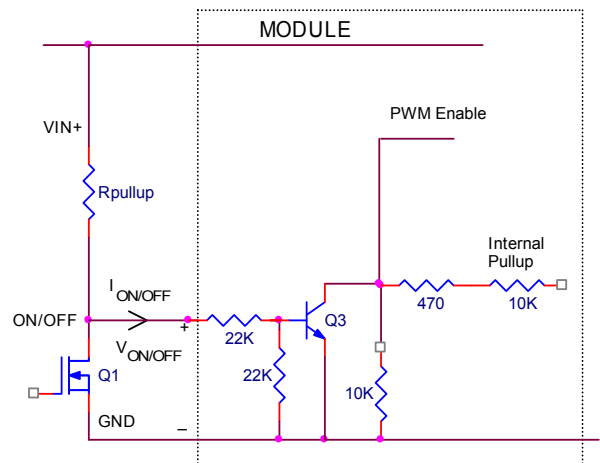 MODULE
PWM Enable
VIN+
Rpullup
Internal
Pullup
I ON/OFF
ON/OFF
+
22K
Q3
470
10K
V ON/OFF
Q1
22K
10K
GND
–